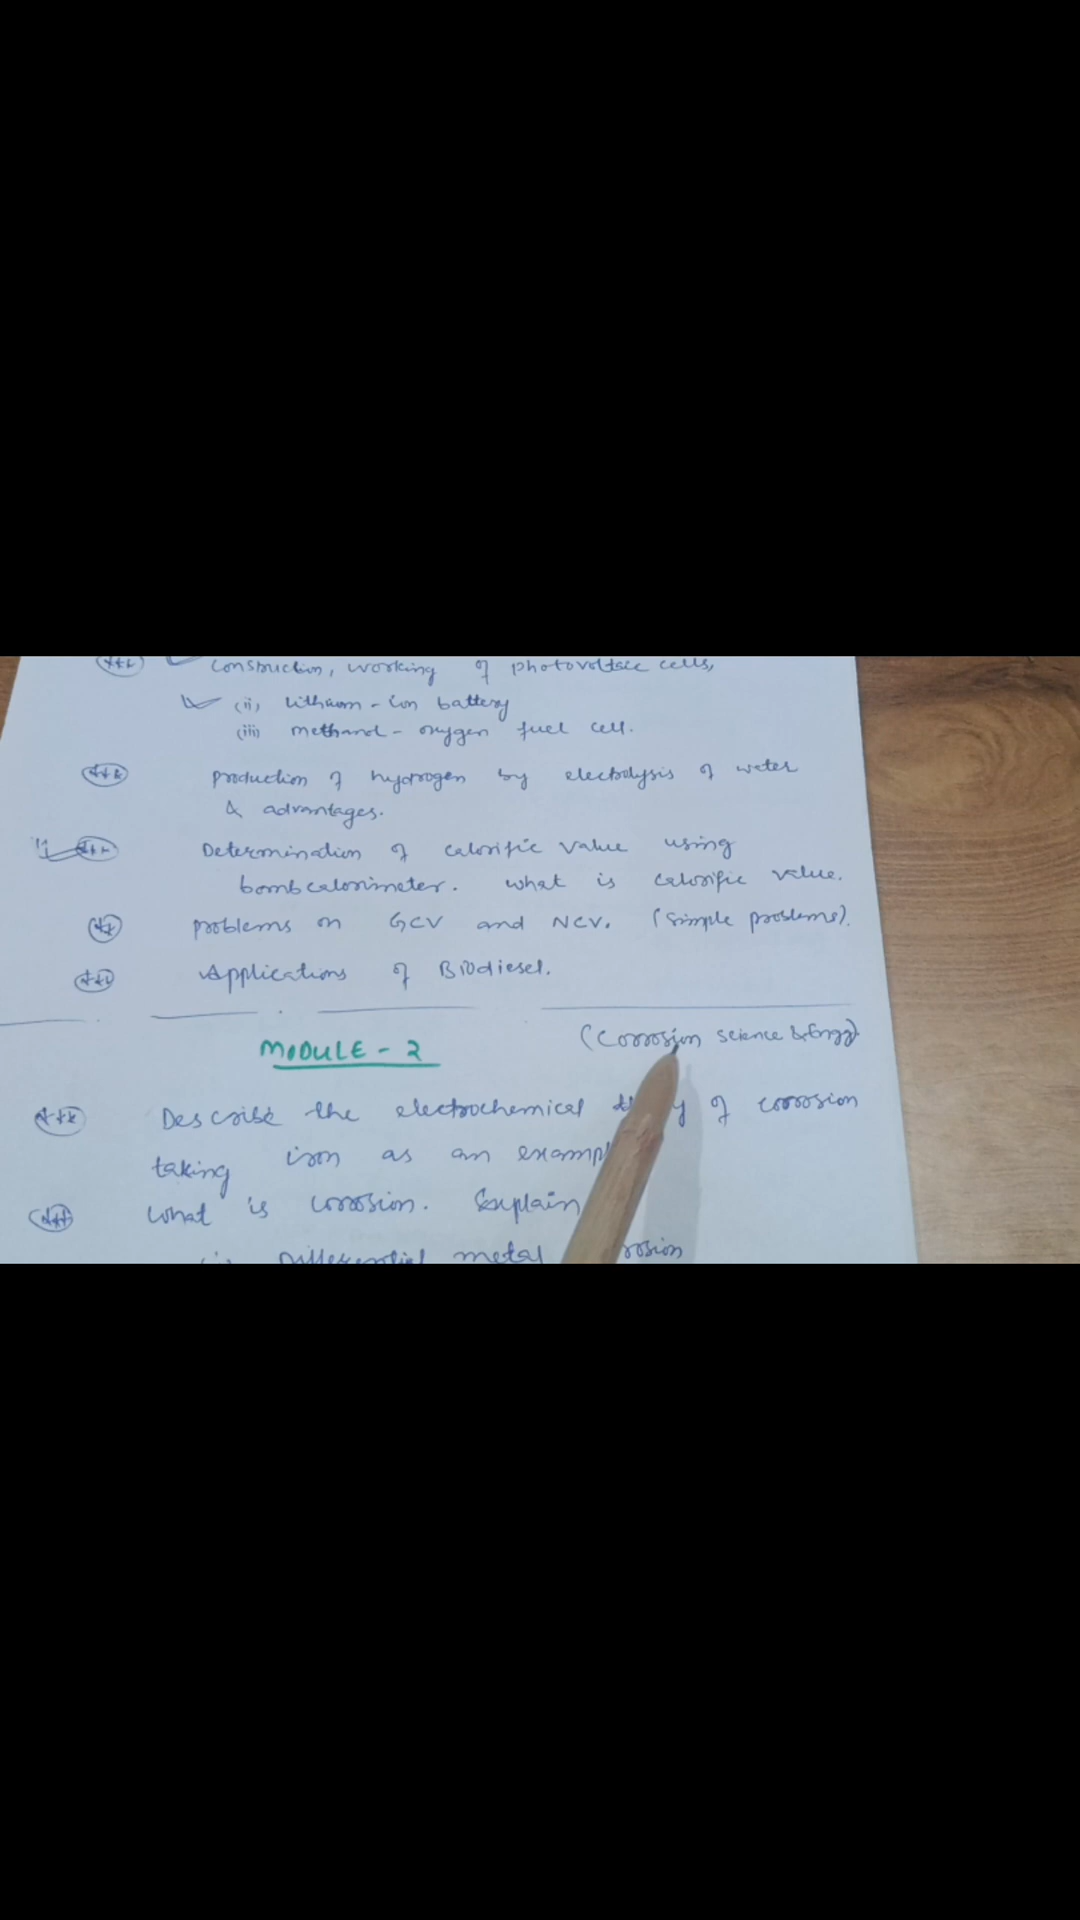 Construction, working of photovoltaic cells,
(ii) Lithium-ion battery
(iii) methanol-oxygen fuel cell.
production of hydrogen by electrolysis of water
& advantages.
Determination of calorific value using
bomb calorimeter. what is calorific value.
problems on GCV and NCV. (simple problems).
Applications of Biodiesel.
MODULE-2 (Corrosion science & Engg)
Describe the electrochemical of corrosion
taking iron as an
what is corrosion. Explain
Differential metal